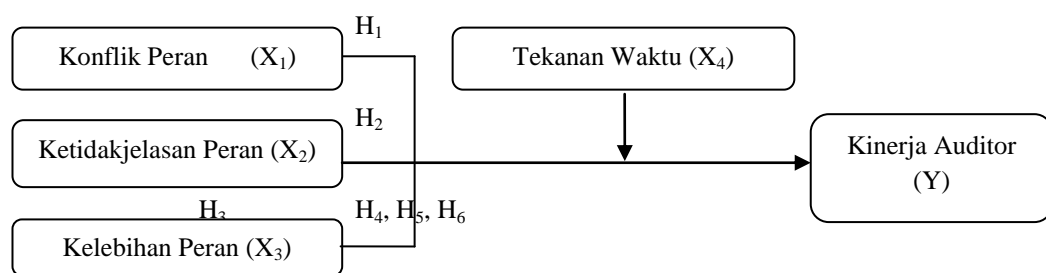 H₁
Konflik Peran (X₁)
Tekanan Waktu (X₄)
H₂
Ketidakjelasan Peran (X₂)
Kinerja Auditor
(Y)
H₃
H₄, H₅, H₆
Kelebihan Peran (X₃)